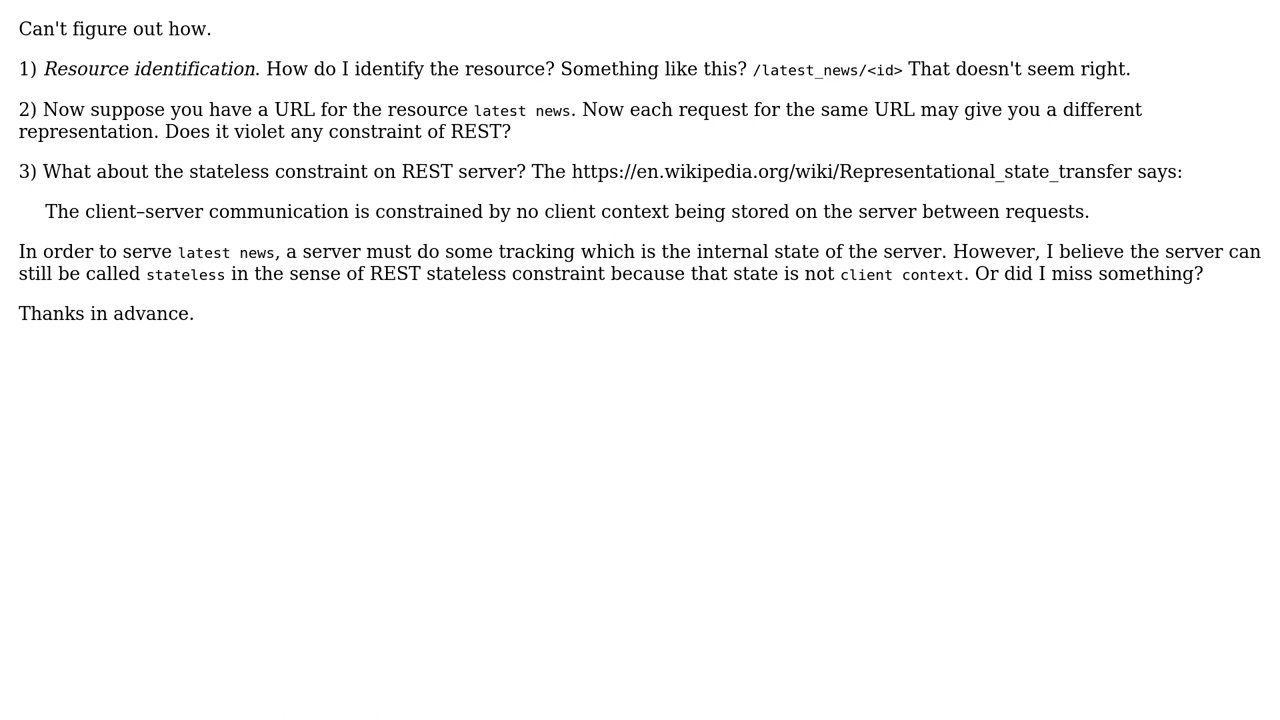 Can't figure out how.
1) Resource identification. How do I identify the resource? Something like this? /latest_news/<id> That doesn't seem right.
2) Now suppose you have a URL for the resource latest news. Now each request for the same URL may give you a different
representation. Does it violet any constraint of REST?
3) What about the stateless constraint on REST server? The https://en.wikipedia.org/wiki/Representational_state_transfer says:
The client–server communication is constrained by no client context being stored on the server between requests.
In order to serve latest news, a server must do some tracking which is the internal state of the server. However, I believe the server can
still be called stateless in the sense of REST stateless constraint because that state is not client context. Or did I miss something?
Thanks in advance.